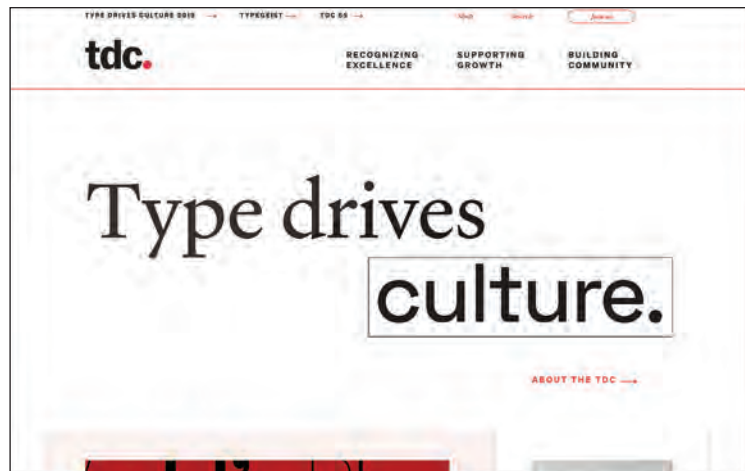 TYPE DRIVES CULTURE 2019 → TYPEGEIST → TDC 65 →
tdc.
RECOGNIZING EXCELLENCE
SUPPORTING GROWTH
BUILDING COMMUNITY
Type drives
culture.
ABOUT THE TDC →